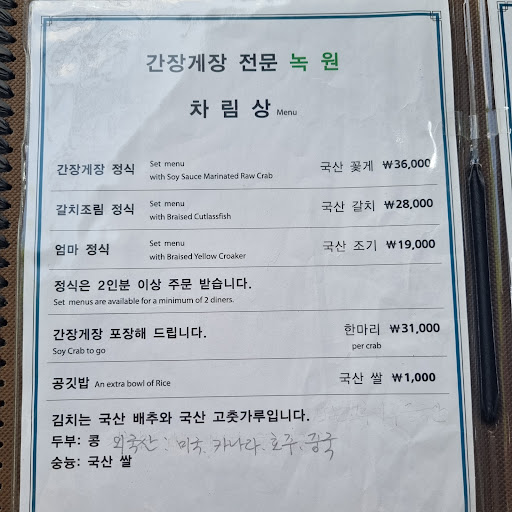 간장게장 전문 녹 원
차 림 상 Menu
간장게장 정식 Set menu with Soy Sauce Marinated Raw Crab 국산 꽃게 ₩36,000
갈치조림 정식 Set menu with Braised Cutlassfish 국산 갈치 ₩28,000
엄마 정식 Set menu with Braised Yellow Croaker 국산 조기 ₩19,000
정식은 2인분 이상 주문 받습니다.
Set menus are available for a minimum of 2 diners.
간장게장 포장해 드립니다. 한마리 ₩31,000
Soy Crab to go per crab
공깃밥 An extra bowl of Rice 국산 쌀 ₩1,000
김치는 국산 배추와 국산 고춧가루입니다.
두부: 콩 외국산: 미국, 카나다, 호주, 중국
숭늉: 국산 쌀